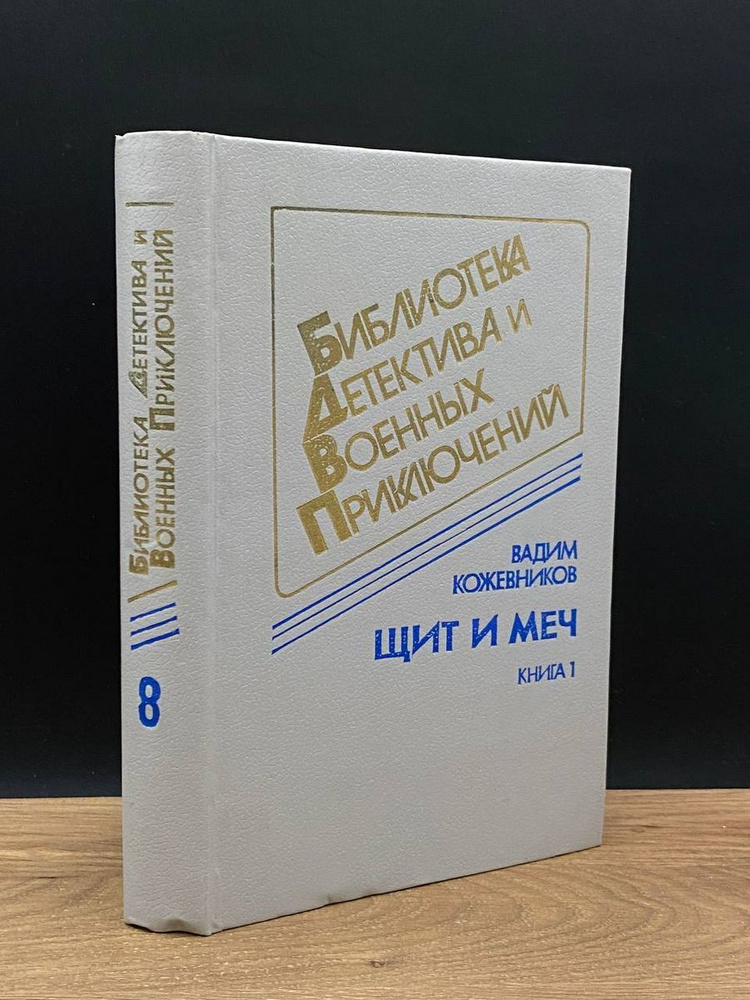 Библиотека Детектива и
Военных Приключений
8
Библиотека
Детектива и
Военных
Приключений
ВАДИМ
КОЖЕВНИКОВ
ЩИТ И МЕЧ
КНИГА 1